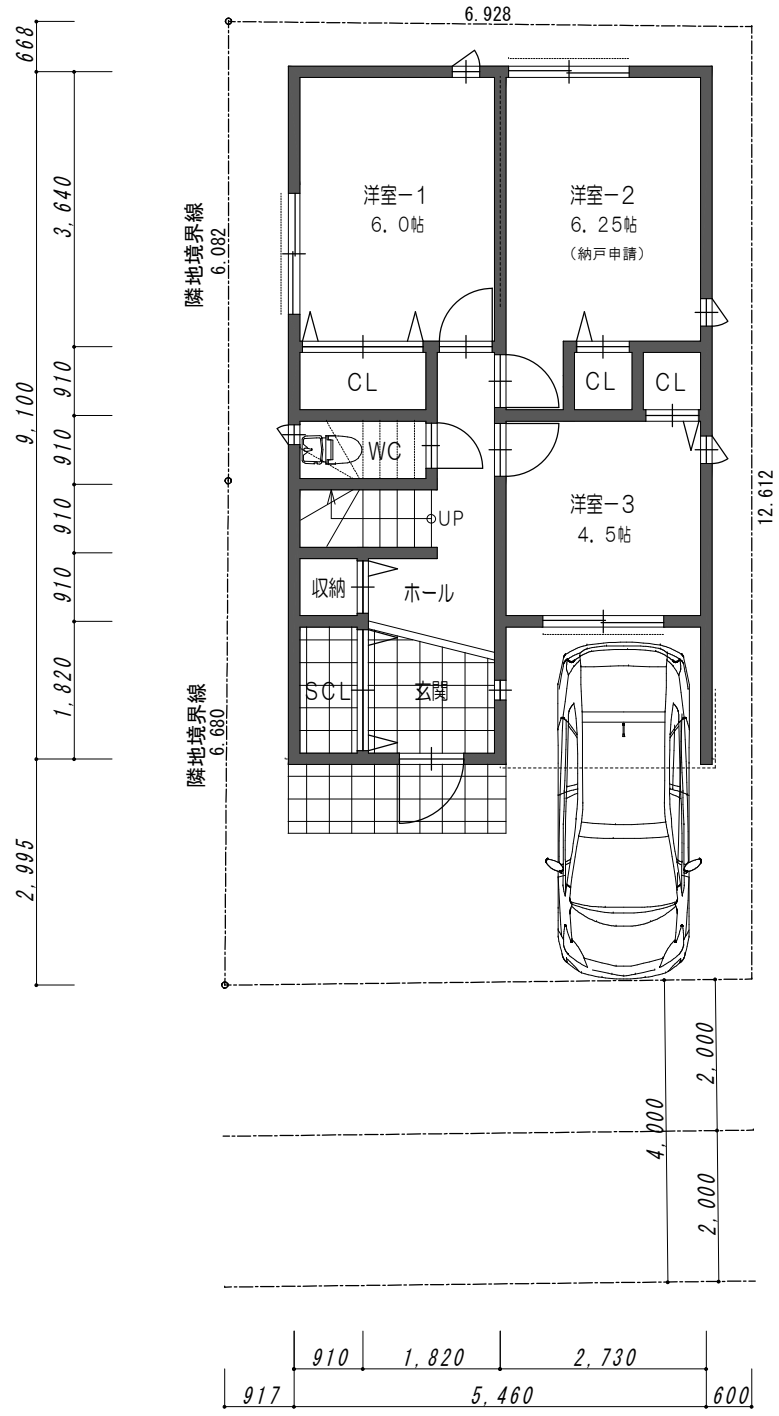 6.928
668
3,640
9,100
910
910
910
910
1,820
2,995
隣地境界線
6.082
隣地境界線
6.680
12.612
洋室-1
6.0帖
洋室-2
6.25帖
(納戸申請)
CL
CL
CL
WC
UP
洋室-3
4.5帖
収納
ホール
SCL
玄関
2,000
4,000
2,000
910
1,820
2,730
917
5,460
600